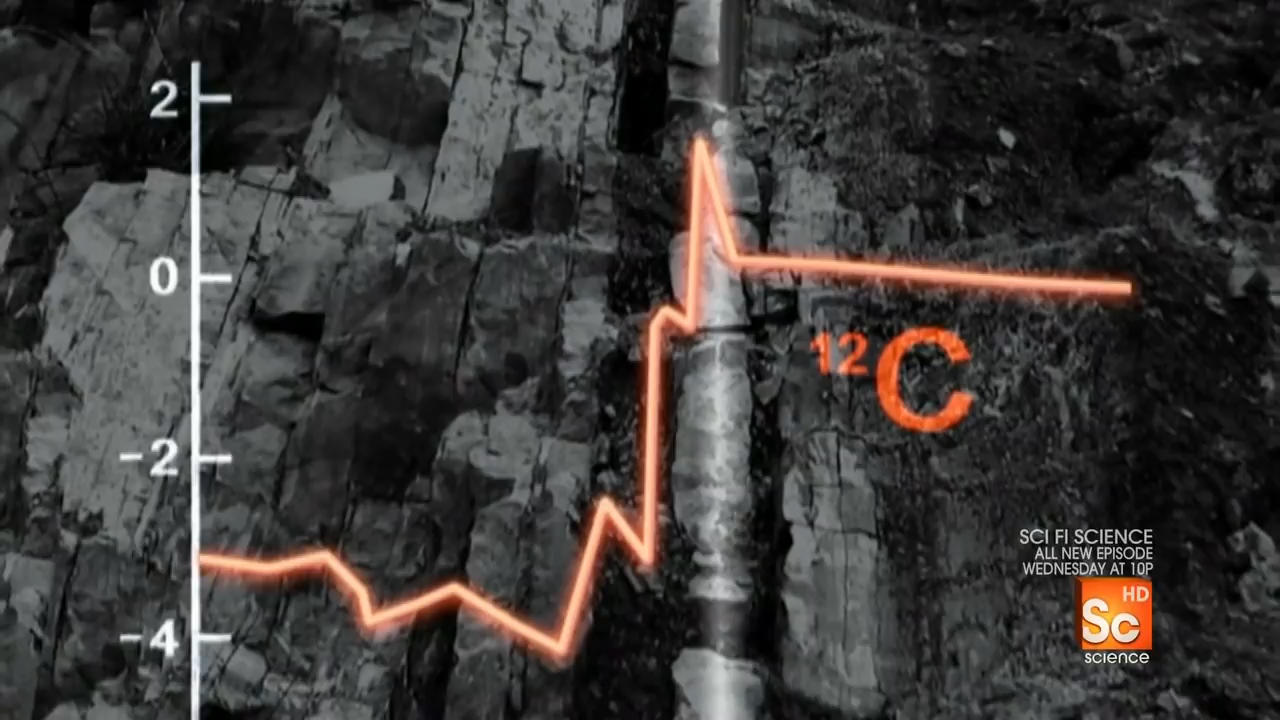 2
0
-2
-4
12C
SCI FI SCIENCE
ALL NEW EPISODE
WEDNESDAY AT 10P
HD
Sc
science